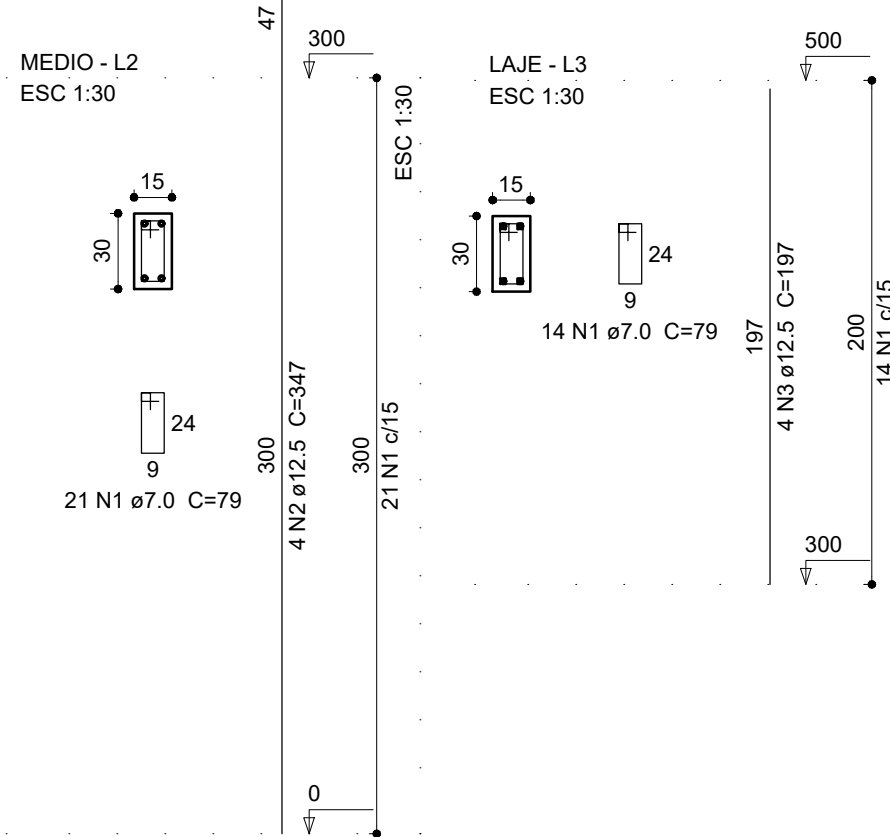 47
MEDIO - L2
ESC 1:30
15
30
24
9
21 N1 ø7.0  C=79
300
4 N2 ø12.5  C=347
300
0
300
21 N1 c/15
ESC 1:30
LAJE - L3
ESC 1:30
15
30
24
9
14 N1 ø7.0  C=79
197
4 N3 ø12.5  C=197
500
300
200
14 N1 c/15